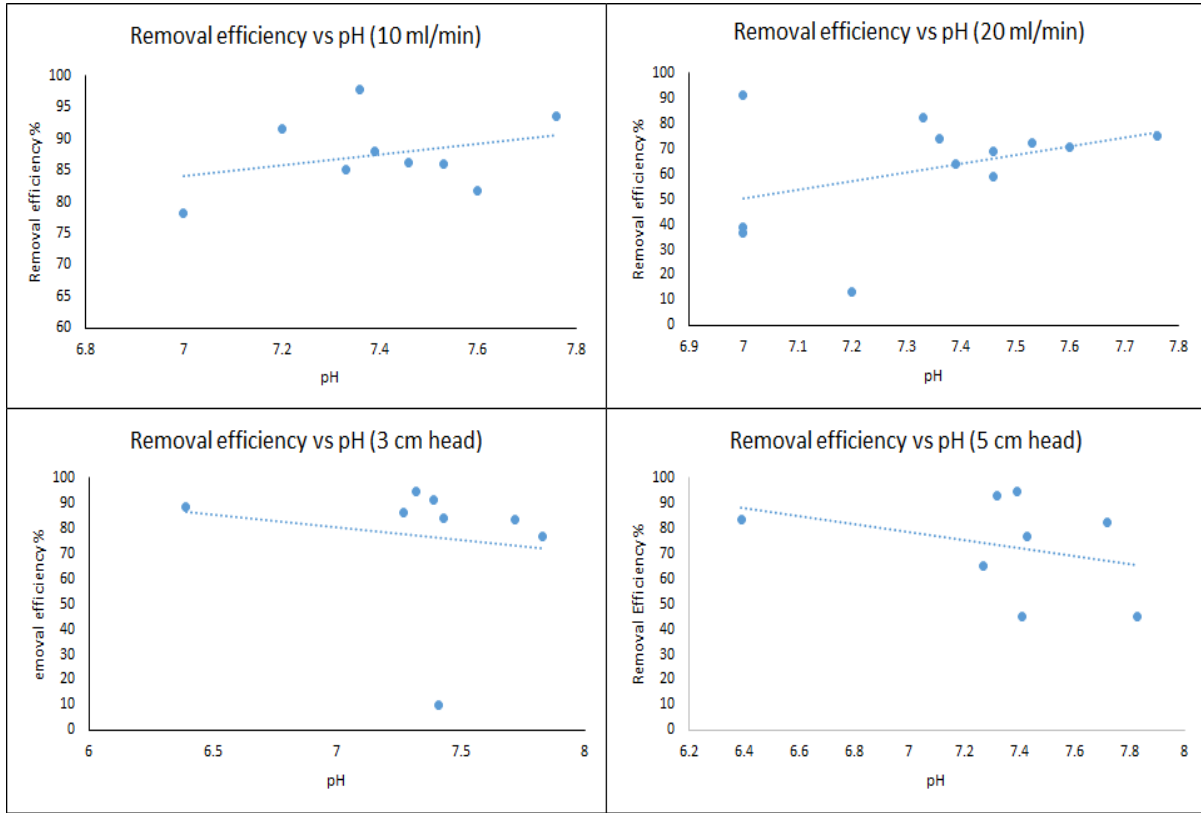 Removal efficiency vs pH (10 ml/min)
Removal efficiency%
100
95
90
85
80
75
70
65
60
6.8 7 7.2 7.4 7.6 7.8
pH
Removal efficiency vs pH (20 ml/min)
Removal efficiency%
100
90
80
70
60
50
40
30
20
10
0
6.9 7 7.1 7.2 7.3 7.4 7.5 7.6 7.7 7.8
pH
Removal efficiency vs pH (3 cm head)
emoval efficiency%
100
90
80
70
60
50
40
30
20
10
0
6 6.5 7 7.5 8
pH
Removal efficiency vs pH (5 cm head)
Removal Efficiency%
100
90
80
70
60
50
40
30
20
10
0
6.2 6.4 6.6 6.8 7 7.2 7.4 7.6 7.8 8
pH